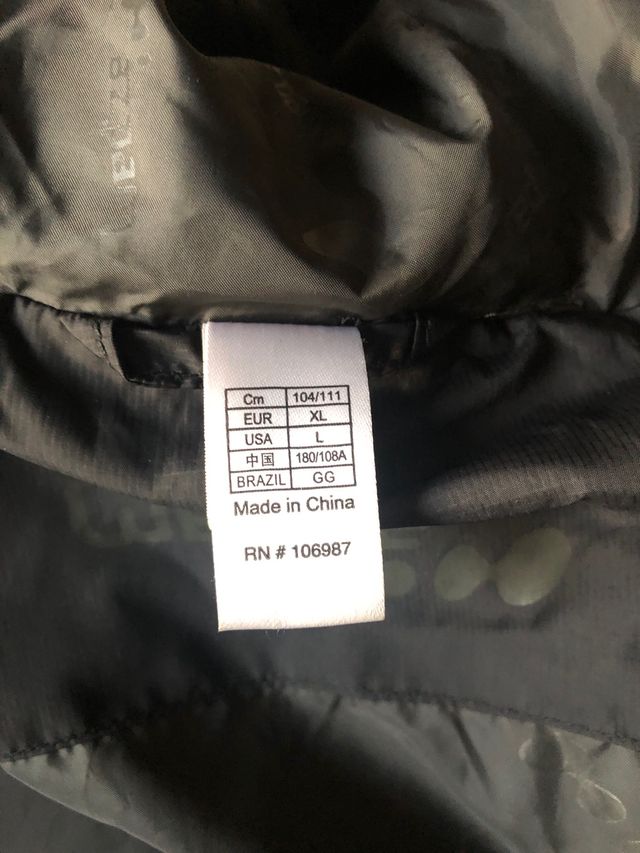 Cm 104/111
EUR XL
USA L
中国 180/108A
BRAZIL GG
Made in China
RN # 106987